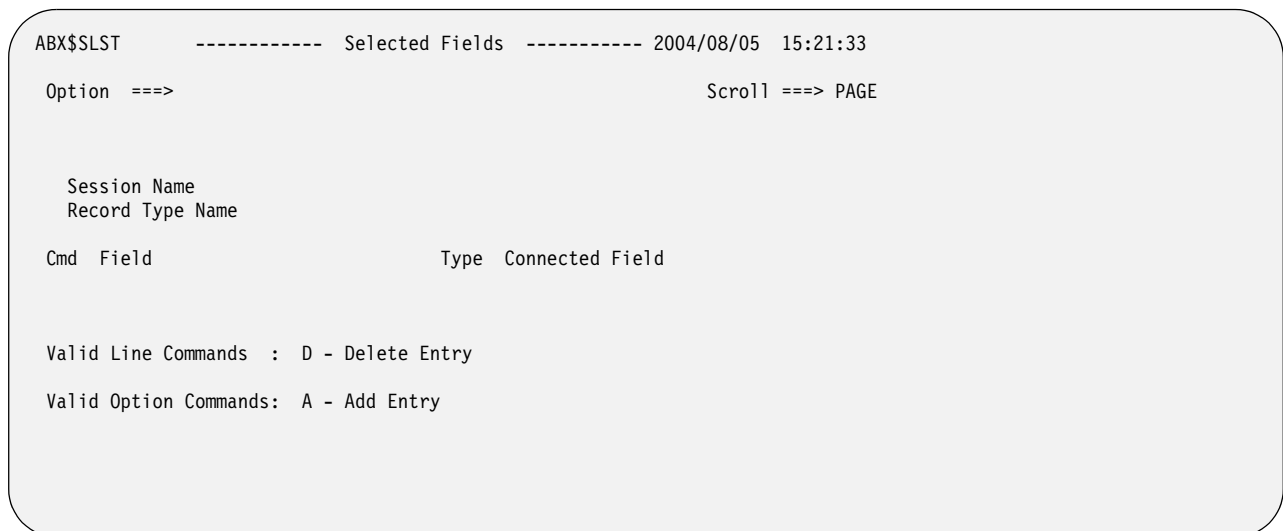 ABX$SLST ------------ Selected Fields ----------- 2004/08/05 15:21:33
Option ===> Scroll ===> PAGE
Session Name
Record Type Name
Cmd Field Type Connected Field
Valid Line Commands : D - Delete Entry
Valid Option Commands: A - Add Entry